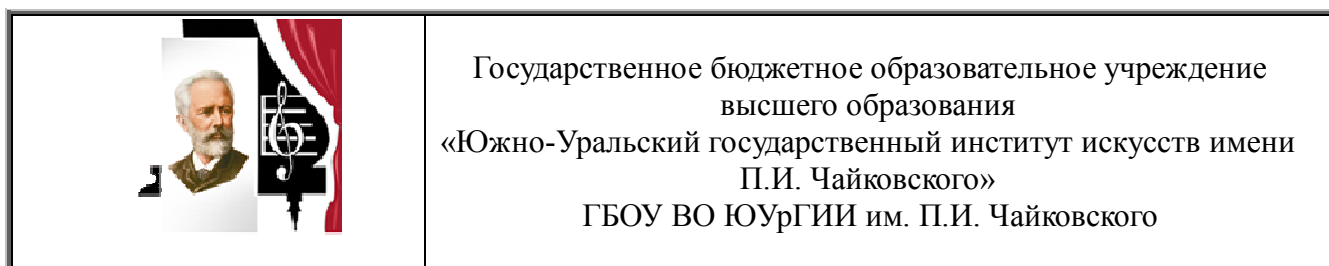 Государственное бюджетное образовательное учреждение
высшего образования
«Южно-Уральский государственный институт искусств имени
П.И. Чайковского»
ГБОУ ВО ЮУрГИИ им. П.И. Чайковского